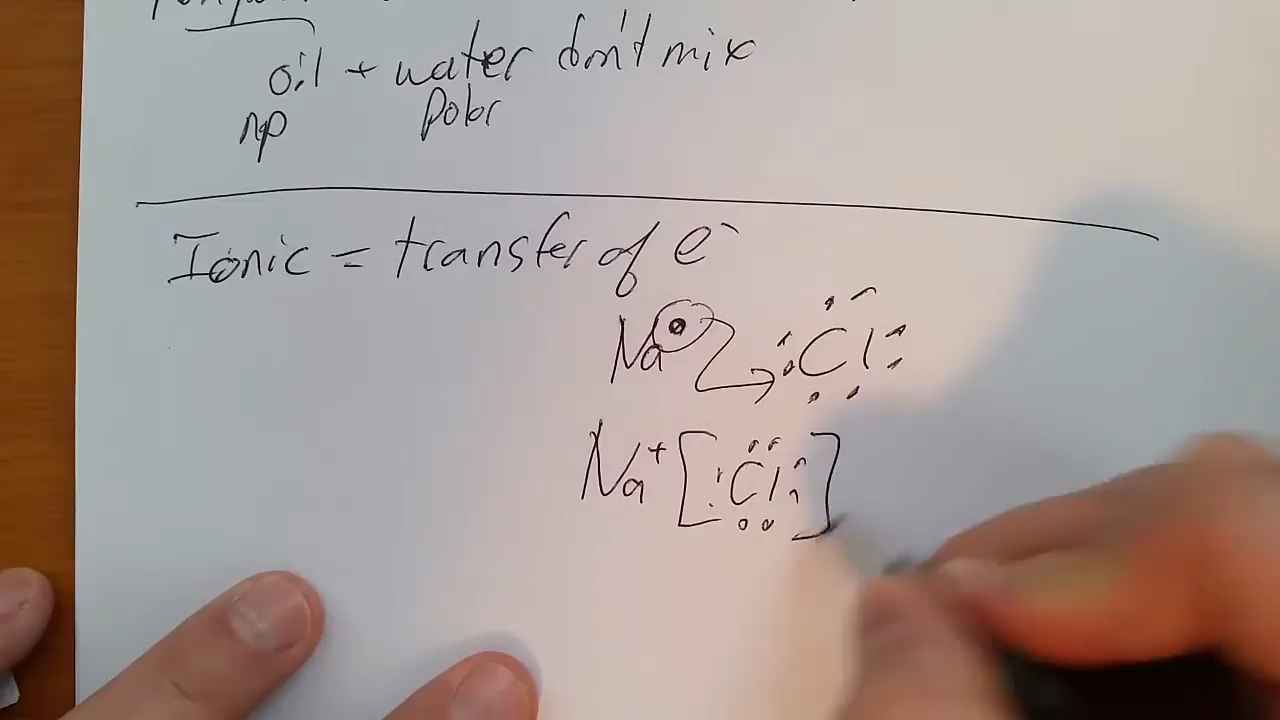 oil + water don't mix
np polar
Ionic = transfer of e⁻
Na Cl
Na⁺ [Cl]